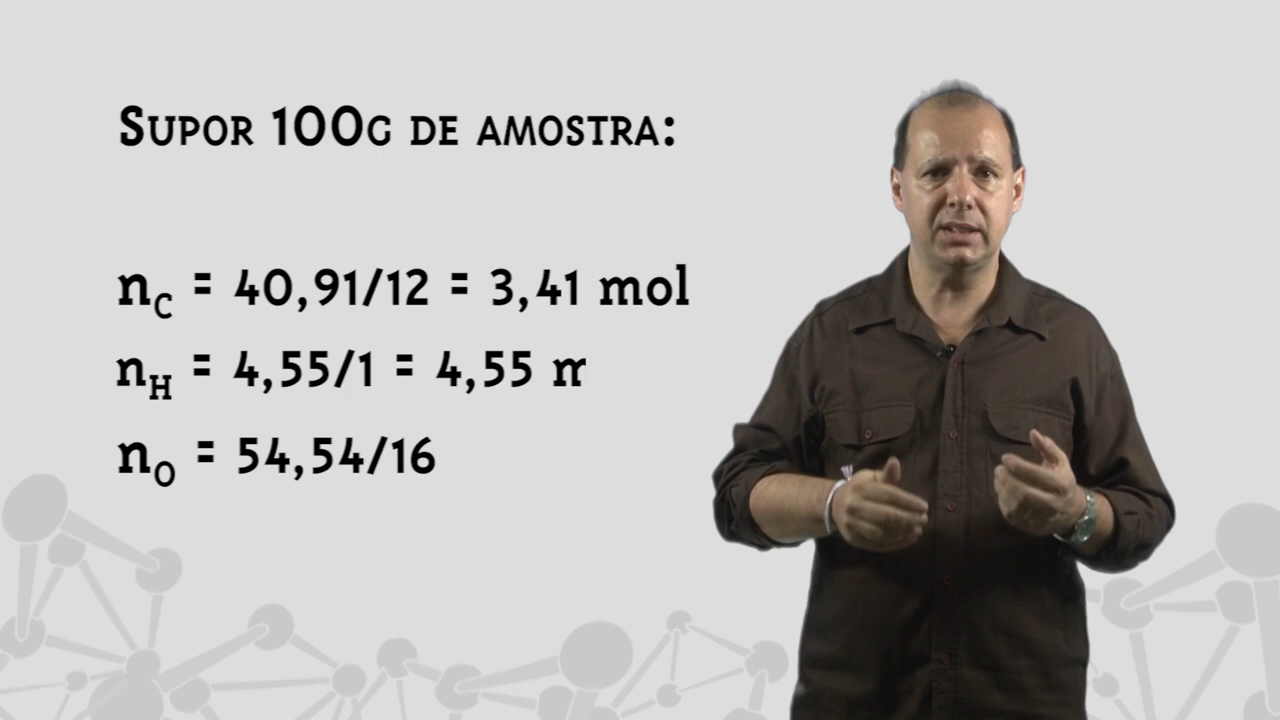 Supor 100g de amostra:
nC = 40,91/12 = 3,41 mol
nH = 4,55/1 = 4,55 m
nO = 54,54/16